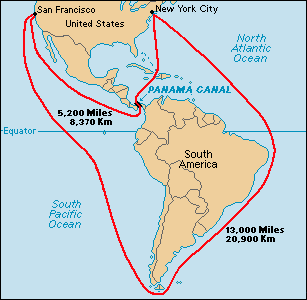 San Francisco
New York City
United States
North
Atlantic
Ocean
PANAMA CANAL
5,200 Miles
8,370 Km
Equator
South
America
South
Pacific
Ocean
13,000 Miles
20,900 Km